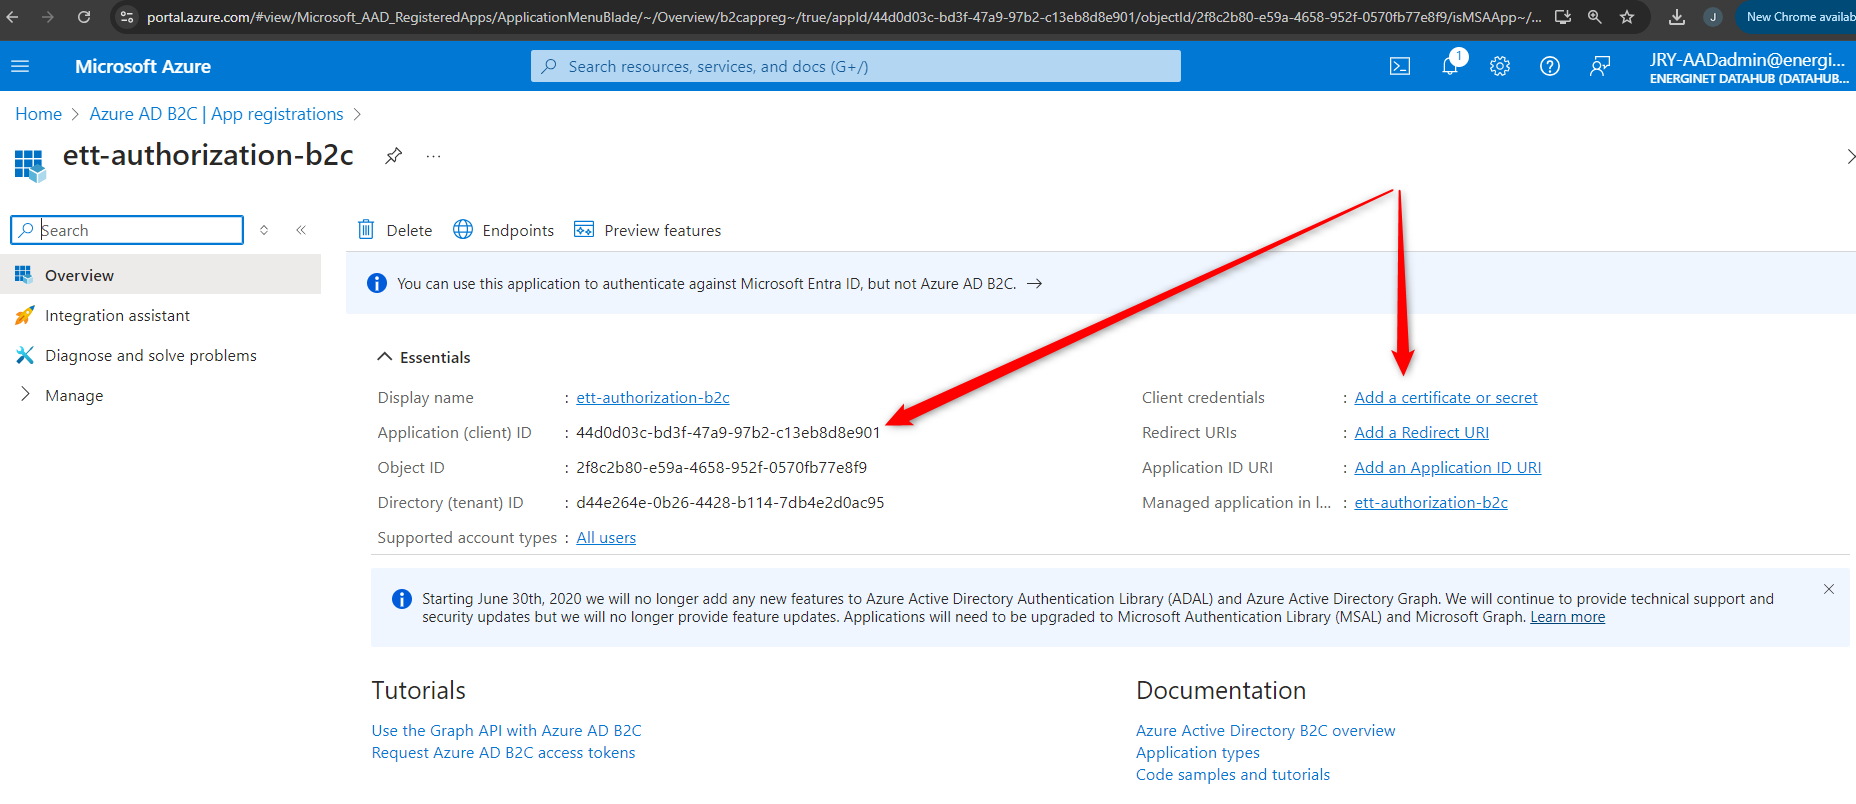 portal.azure.com/#view/Microsoft_AAD_RegisteredApps/ApplicationMenuBlade/~/Overview/b2cappreg~/true/appId/44d0d03c-bd3f-47a9-97b2-c13eb8d8e901/objectId/2f8c2b80-e59a-4658-952f-0570fb77e8f9/isMSAApp~/... J New Chrome availab
Microsoft Azure Search resources, services, and docs (G+/) 1 JRY-AADadmin@energi...
ENERGINET DATAHUB (DATAHUB...
Home > Azure AD B2C | App registrations >
ett-authorization-b2c ...
Search « Delete Endpoints Preview features
Overview
You can use this application to authenticate against Microsoft Entra ID, but not Azure AD B2C. →
Integration assistant
Diagnose and solve problems
Manage
Essentials
Display name : ett-authorization-b2c Client credentials : Add a certificate or secret
Application (client) ID : 44d0d03c-bd3f-47a9-97b2-c13eb8d8e901 Redirect URIs : Add a Redirect URI
Object ID : 2f8c2b80-e59a-4658-952f-0570fb77e8f9 Application ID URI : Add an Application ID URI
Directory (tenant) ID : d44e264e-0b26-4428-b114-7db4e2d0ac95 Managed application in l... : ett-authorization-b2c
Supported account types : All users
Starting June 30th, 2020 we will no longer add any new features to Azure Active Directory Authentication Library (ADAL) and Azure Active Directory Graph. We will continue to provide technical support and
security updates but we will no longer provide feature updates. Applications will need to be upgraded to Microsoft Authentication Library (MSAL) and Microsoft Graph. Learn more
Tutorials Documentation
Use the Graph API with Azure AD B2C Azure Active Directory B2C overview
Request Azure AD B2C access tokens Application types
Code samples and tutorials